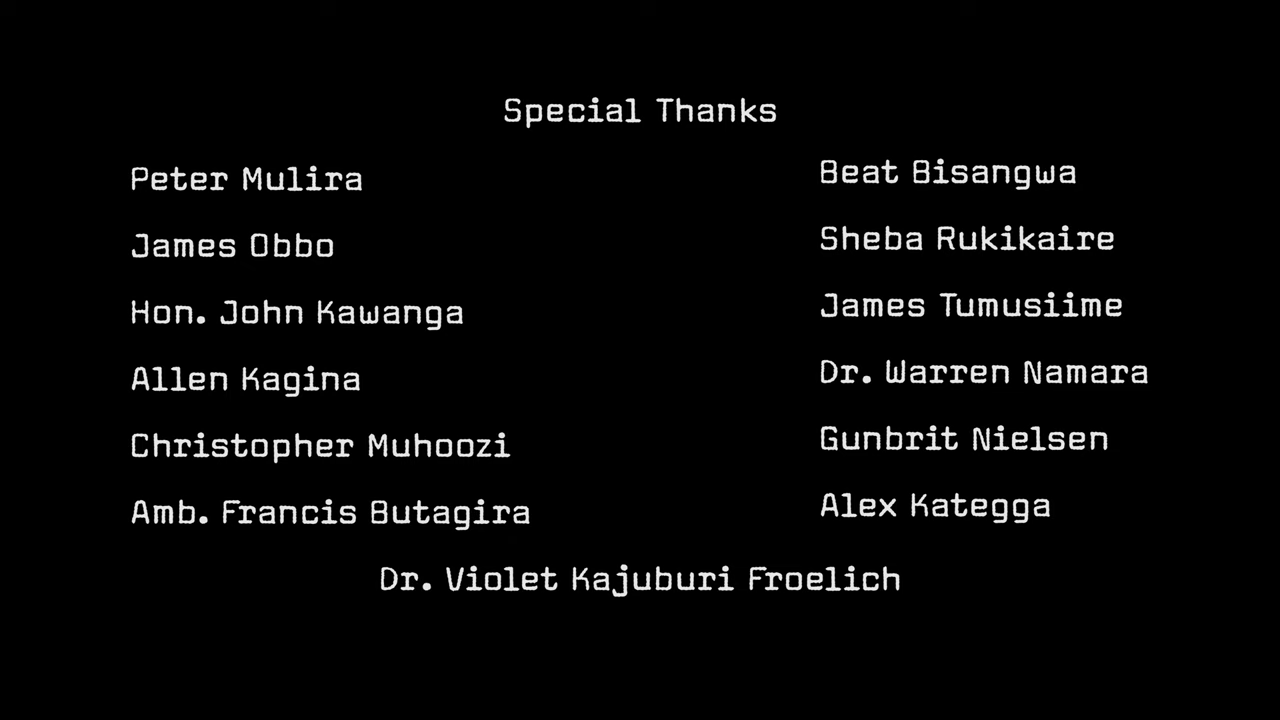 Special Thanks
Peter Mulira
James Obbo
Hon. John Kawanga
Allen Kagina
Christopher Muhoozi
Amb. Francis Butagira
Beat Bisangwa
Sheba Rukikaire
James Tumusiime
Dr. Warren Namara
Gunbrit Nielsen
Alex Kategga
Dr. Violet Kajuburi Froelich